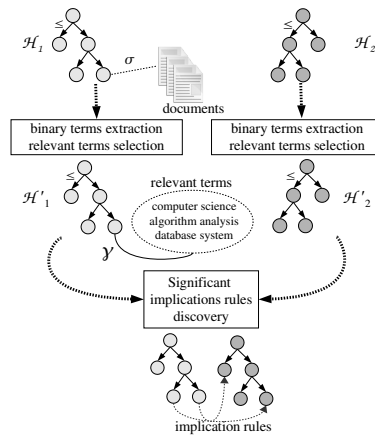 ≤
H₁
σ
documents
≤
H₂
binary terms extraction
relevant terms selection
binary terms extraction
relevant terms selection
≤
H'₁
relevant terms
computer science
algorithm analysis
database system
γ
≤
H'₂
Significant
implications rules
discovery
implication rules